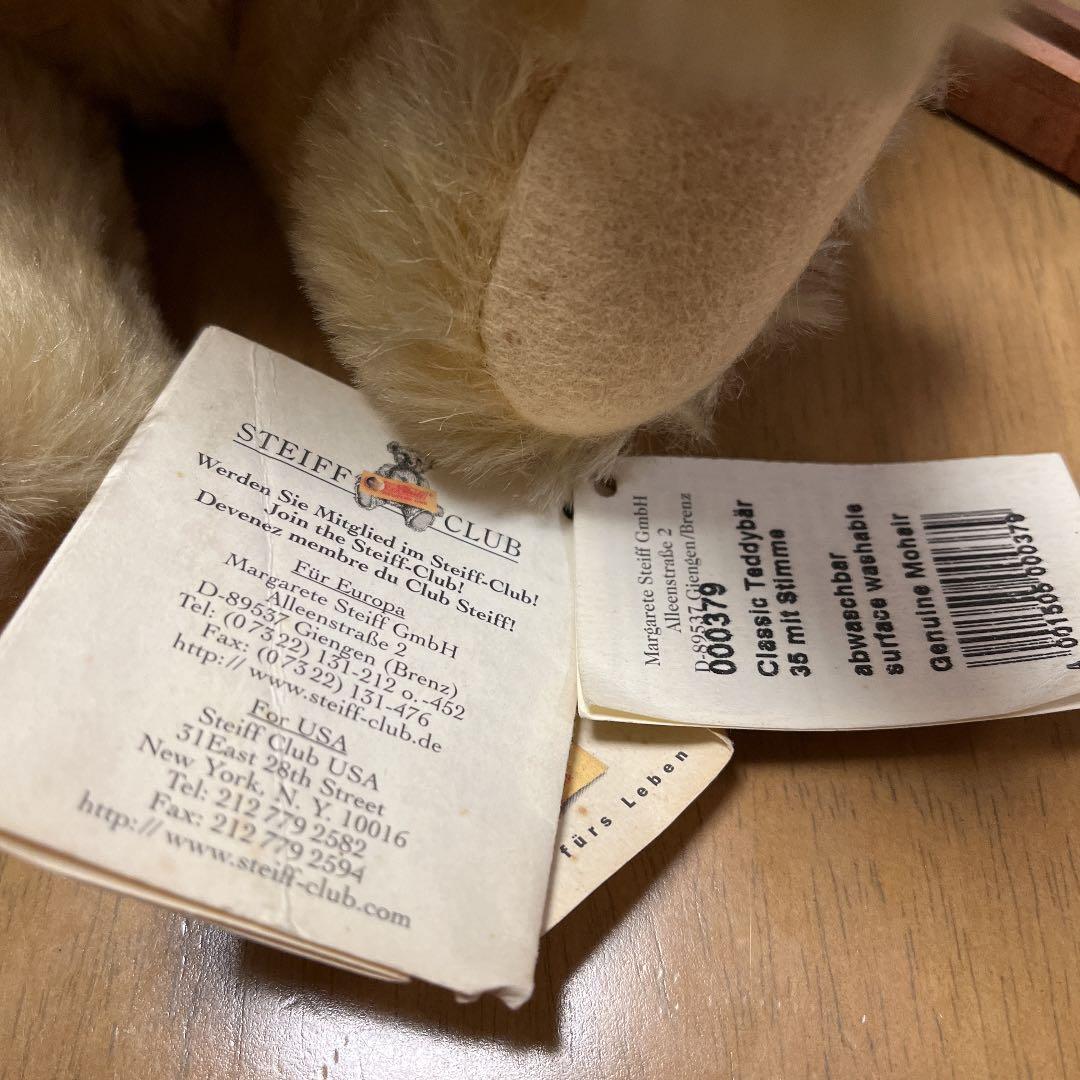 STEIFF CLUB
Werden Sie Mitglied im Steiff-Club!
Join the Steiff-Club!
Devenez membre du Club Steiff!
Für Europa
Margarete Steiff GmbH
Alleenstraße 2
D-89537 Giengen (Brenz)
Tel: (0 73 22) 131-212 o. -452
Fax: (0 73 22) 131-476
http://www.steiff-club.de
For USA
Steiff Club USA
31East 28th Street
New York, N. Y. 10016
Tel: 212 779 2582
Fax: 212 779 2594
http://www.steiff-club.com
Margarete Steiff GmbH
Alleenstraße 2
D-89537 Giengen/Brenz
000379
Classic Teddybär
35 mit Stimme
abwaschbar
surface washable
Genuine Mohair
fürs Leben